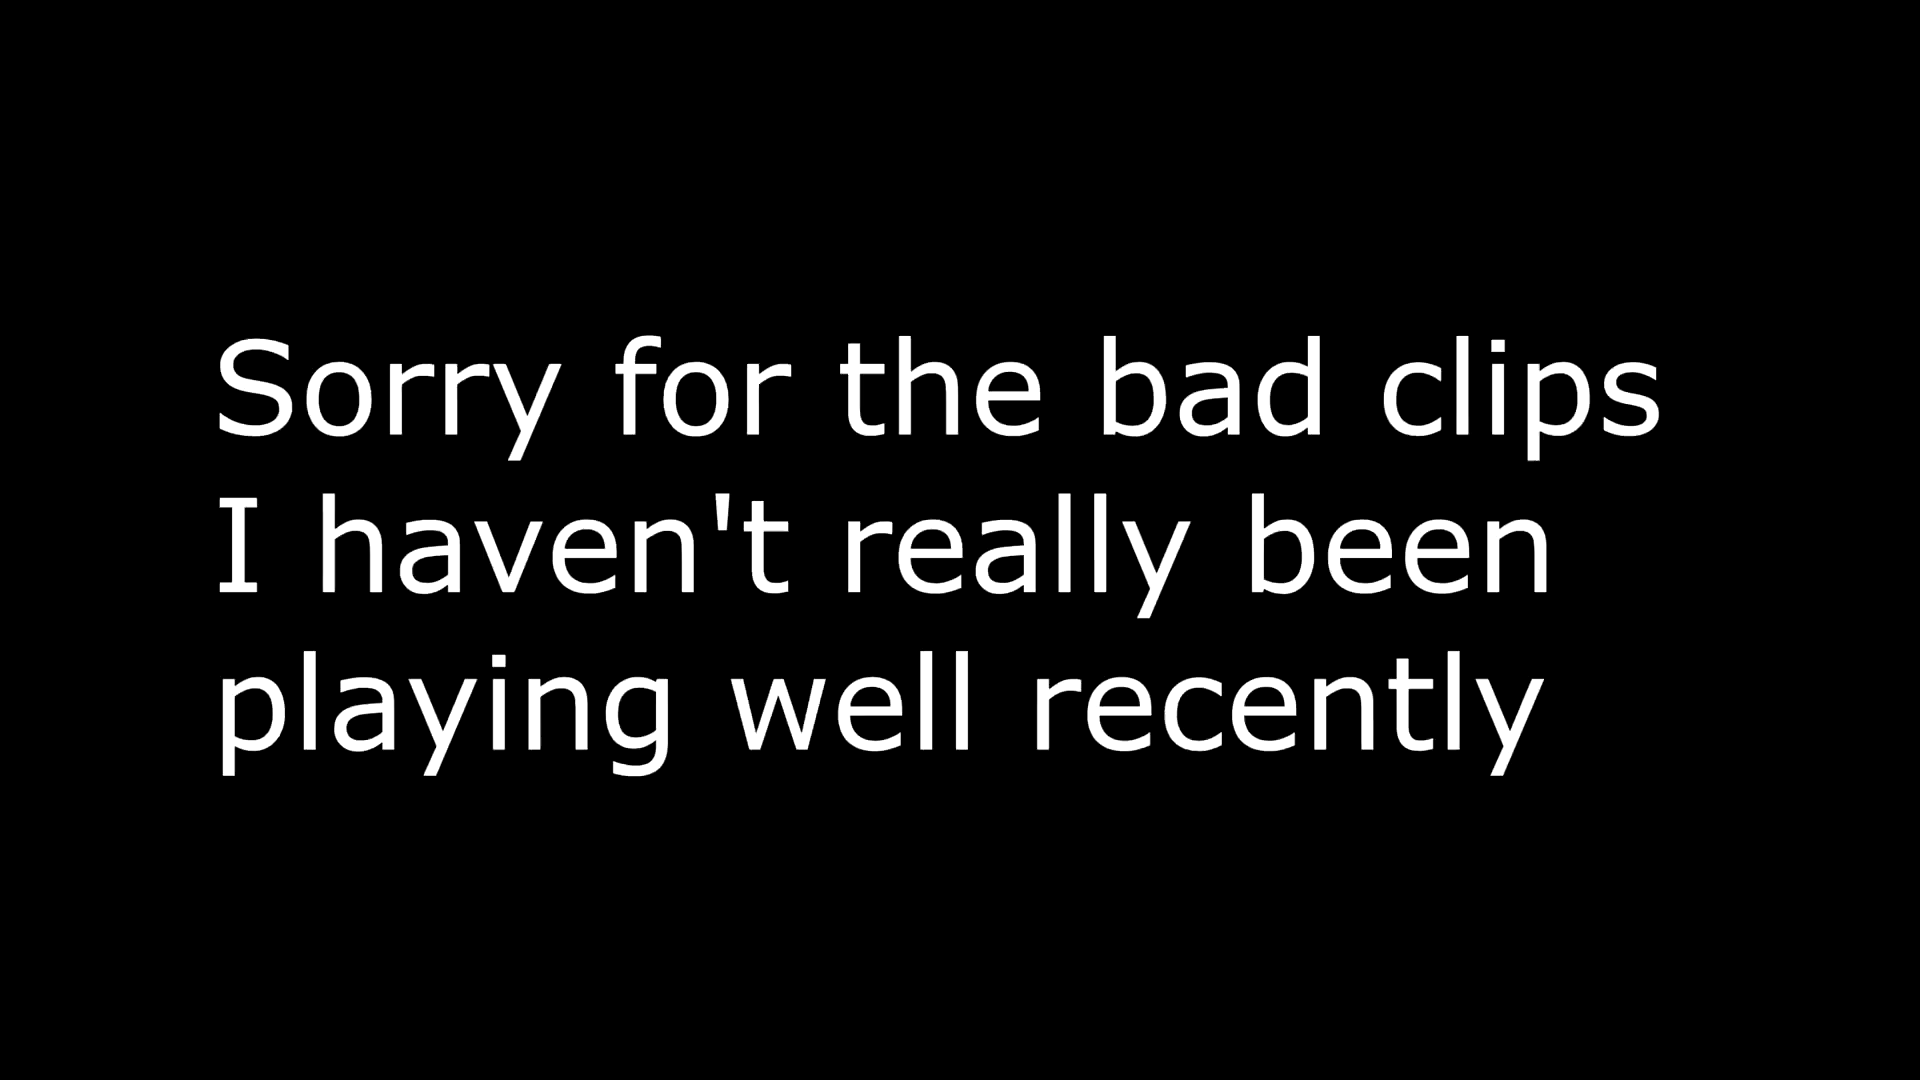 Sorry for the bad clips
I haven't really been
playing well recently